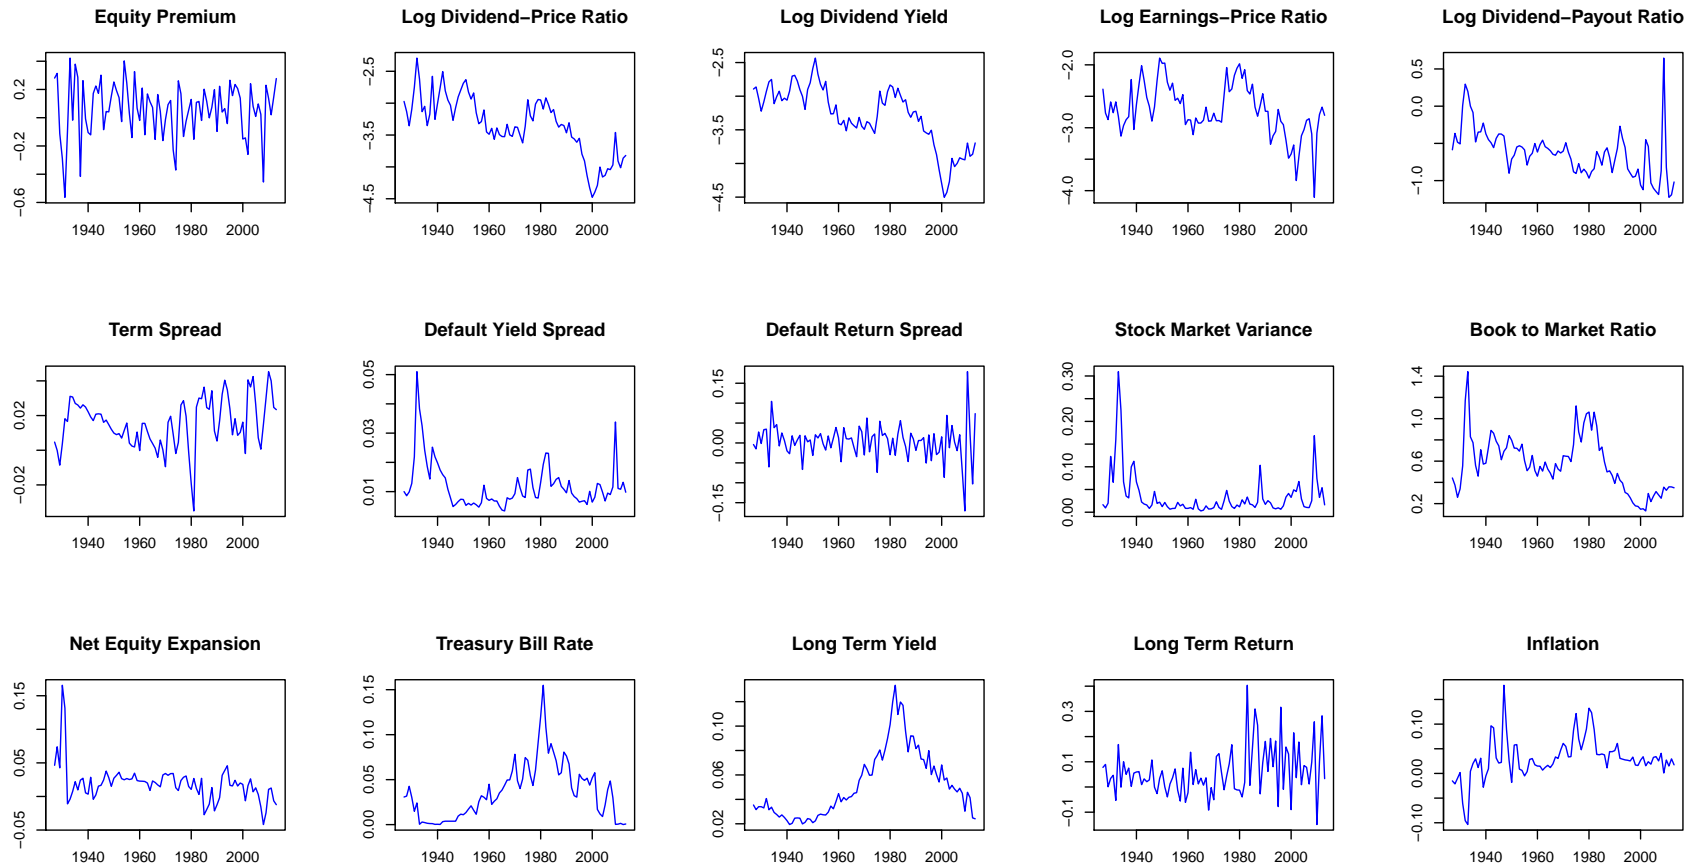 Equity Premium
−0.6 −0.2 0.2
1940 1960 1980 2000
Log Dividend−Price Ratio
−4.5 −3.5 −2.5
1940 1960 1980 2000
Log Dividend Yield
−4.5 −3.5 −2.5
1940 1960 1980 2000
Log Earnings−Price Ratio
−4.0 −3.0 −2.0
1940 1960 1980 2000
Log Dividend−Payout Ratio
−1.0 0.0 0.5
1940 1960 1980 2000
Term Spread
−0.02 0.02
1940 1960 1980 2000
Default Yield Spread
0.01 0.03 0.05
1940 1960 1980 2000
Default Return Spread
−0.15 0.00 0.15
1940 1960 1980 2000
Stock Market Variance
0.00 0.10 0.20 0.30
1940 1960 1980 2000
Book to Market Ratio
0.2 0.6 1.0 1.4
1940 1960 1980 2000
Net Equity Expansion
−0.05 0.05 0.15
1940 1960 1980 2000
Treasury Bill Rate
0.00 0.05 0.10 0.15
1940 1960 1980 2000
Long Term Yield
0.02 0.06 0.10
1940 1960 1980 2000
Long Term Return
−0.1 0.1 0.3
1940 1960 1980 2000
Inflation
−0.10 0.00 0.10
1940 1960 1980 2000